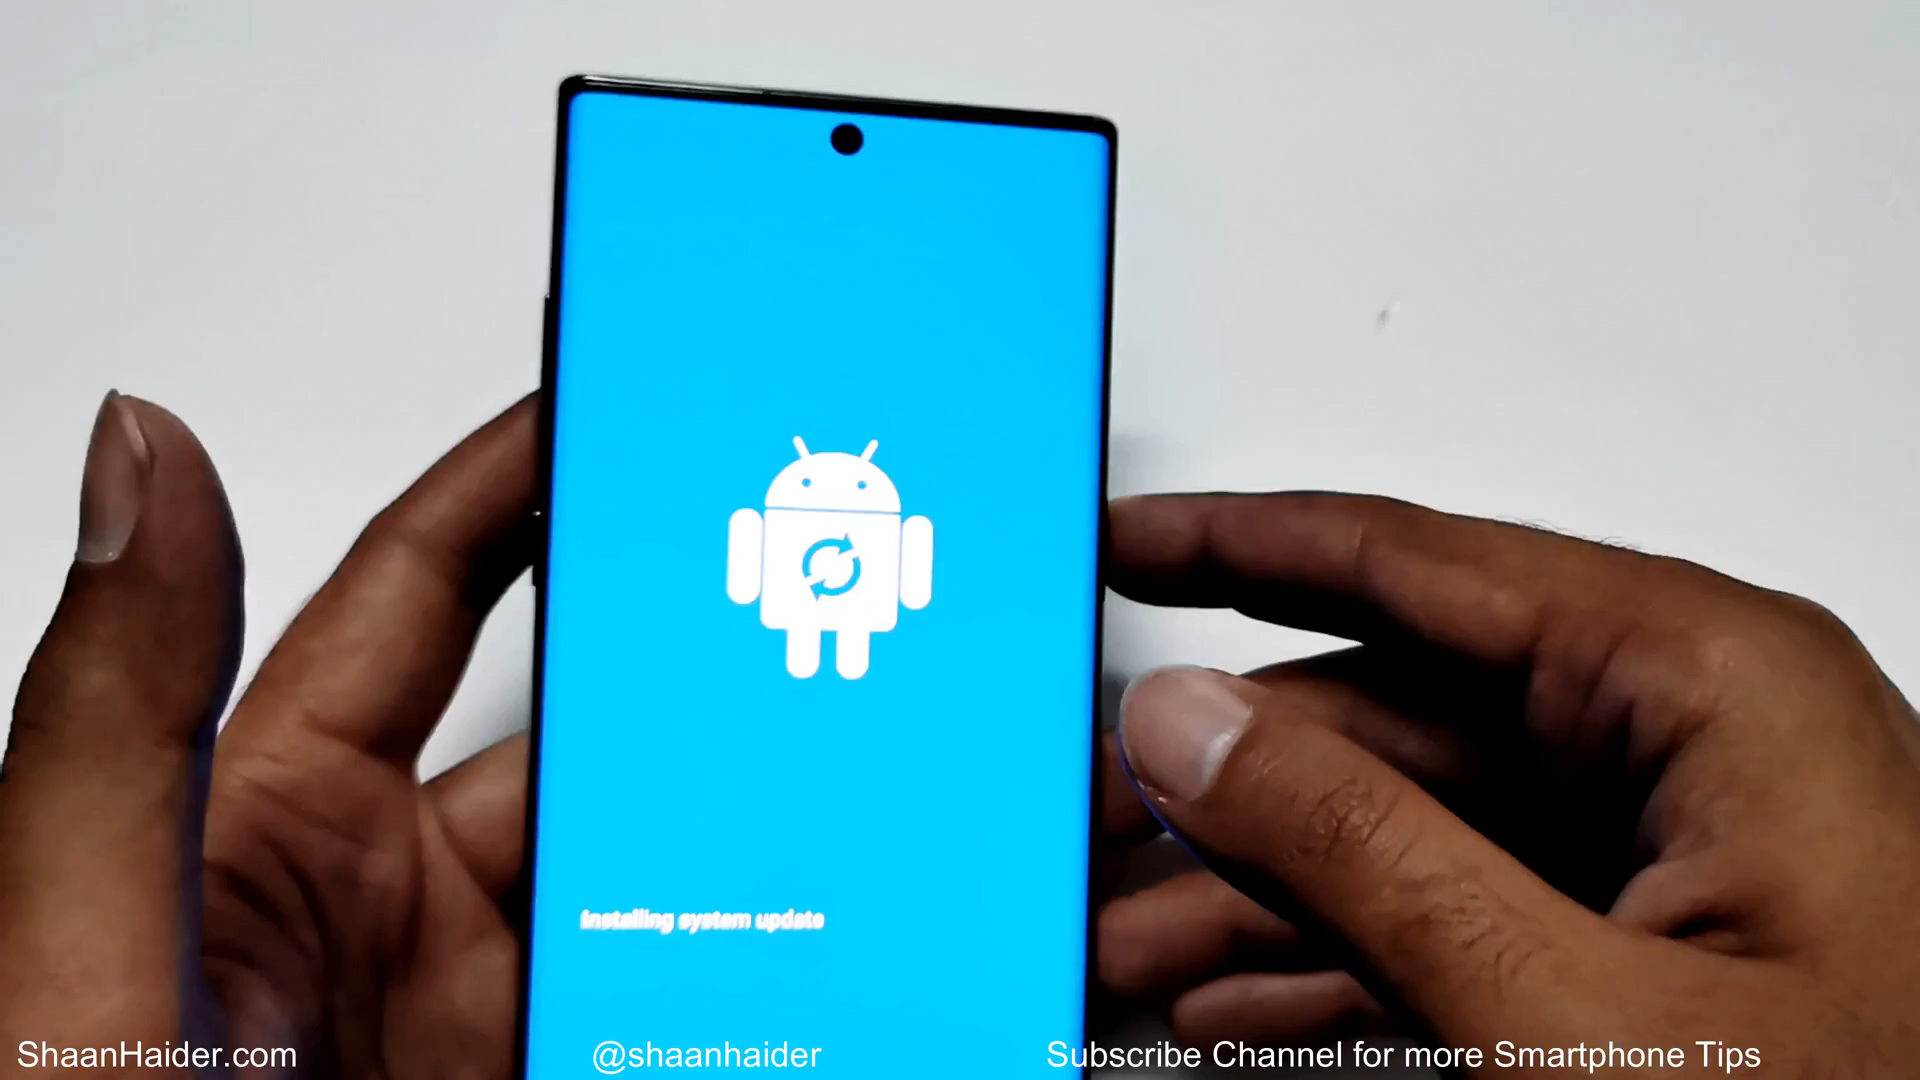 Installing system update
ShaanHaider.com
@shaanhaider
Subscribe Channel for more Smartphone Tips